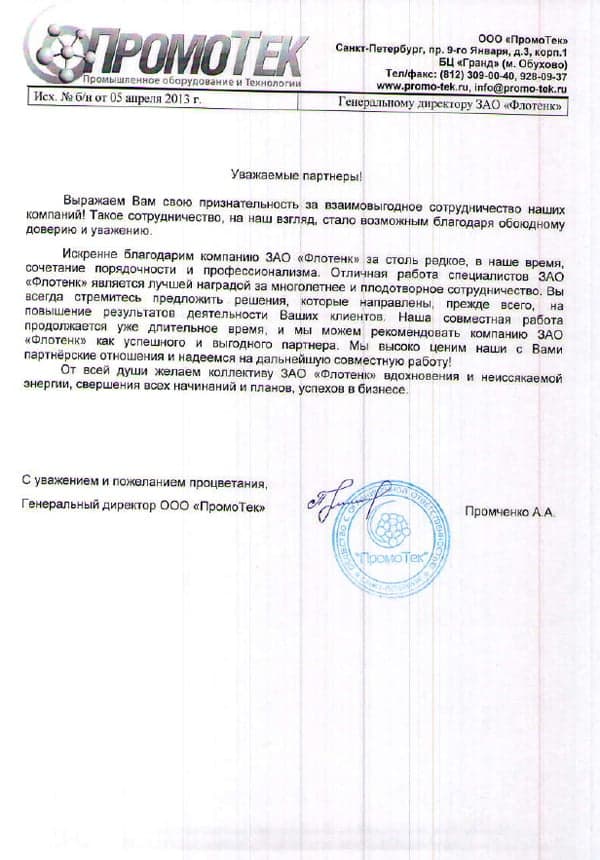 ПРОМОТЕК
Промышленное оборудование и Технологии
ООО «ПромоТек»
Санкт-Петербург, пр. 9-го Января, д.3, корп.1
БЦ «Гранд» (м. Обухово)
Тел/факс: (812) 309-00-40, 928-09-37
www.promo-tek.ru, info@promo-tek.ru
Исх. № б/н от 05 апреля 2013 г.
Генеральному директору ЗАО «Флотенк»
Уважаемые партнеры!
Выражаем Вам свою признательность за взаимовыгодное сотрудничество наших
компаний! Такое сотрудничество, на наш взгляд, стало возможным благодаря обоюдному
доверию и уважению.
Искренне благодарим компанию ЗАО «Флотенк» за столь редкое, в наше время,
сочетание порядочности и профессионализма. Отличная работа специалистов ЗАО
«Флотенк» является лучшей наградой за многолетнее и плодотворное сотрудничество. Вы
всегда стремитесь предложить решения, которые направлены, прежде всего, на
повышение результатов деятельности Ваших клиентов. Наша совместная работа
продолжается уже длительное время, и мы можем рекомендовать компанию ЗАО
«Флотенк» как успешного и выгодного партнера. Мы высоко ценим наши с Вами
партнёрские отношения и надеемся на дальнейшую совместную работу!
От всей души желаем коллективу ЗАО «Флотенк» вдохновения и неиссякаемой
энергии, свершения всех начинаний и планов, успехов в бизнесе.
С уважением и пожеланием процветания,
Генеральный директор ООО «ПромоТек»
Промченко А.А.
"ПромоТек"